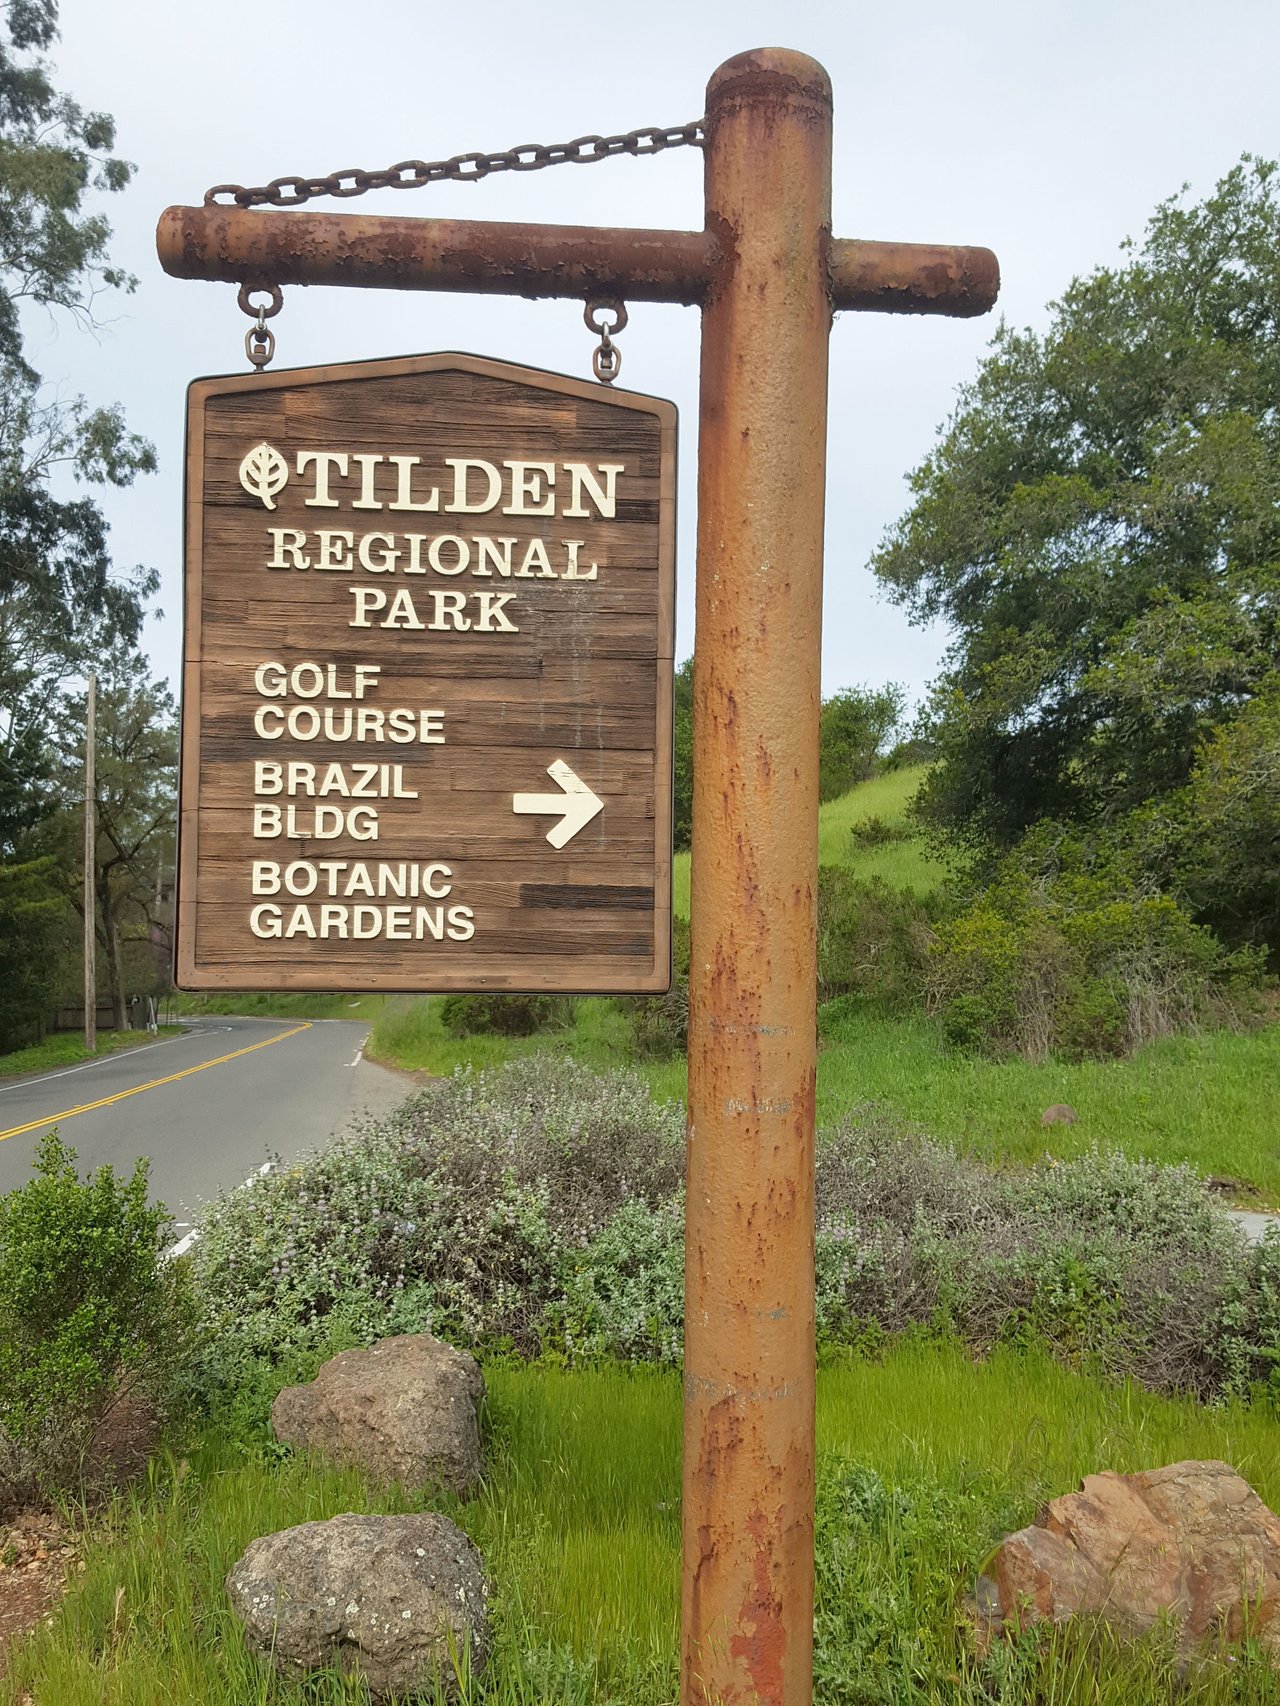 TILDEN
REGIONAL
PARK
GOLF
COURSE
BRAZIL
BLDG
BOTANIC
GARDENS